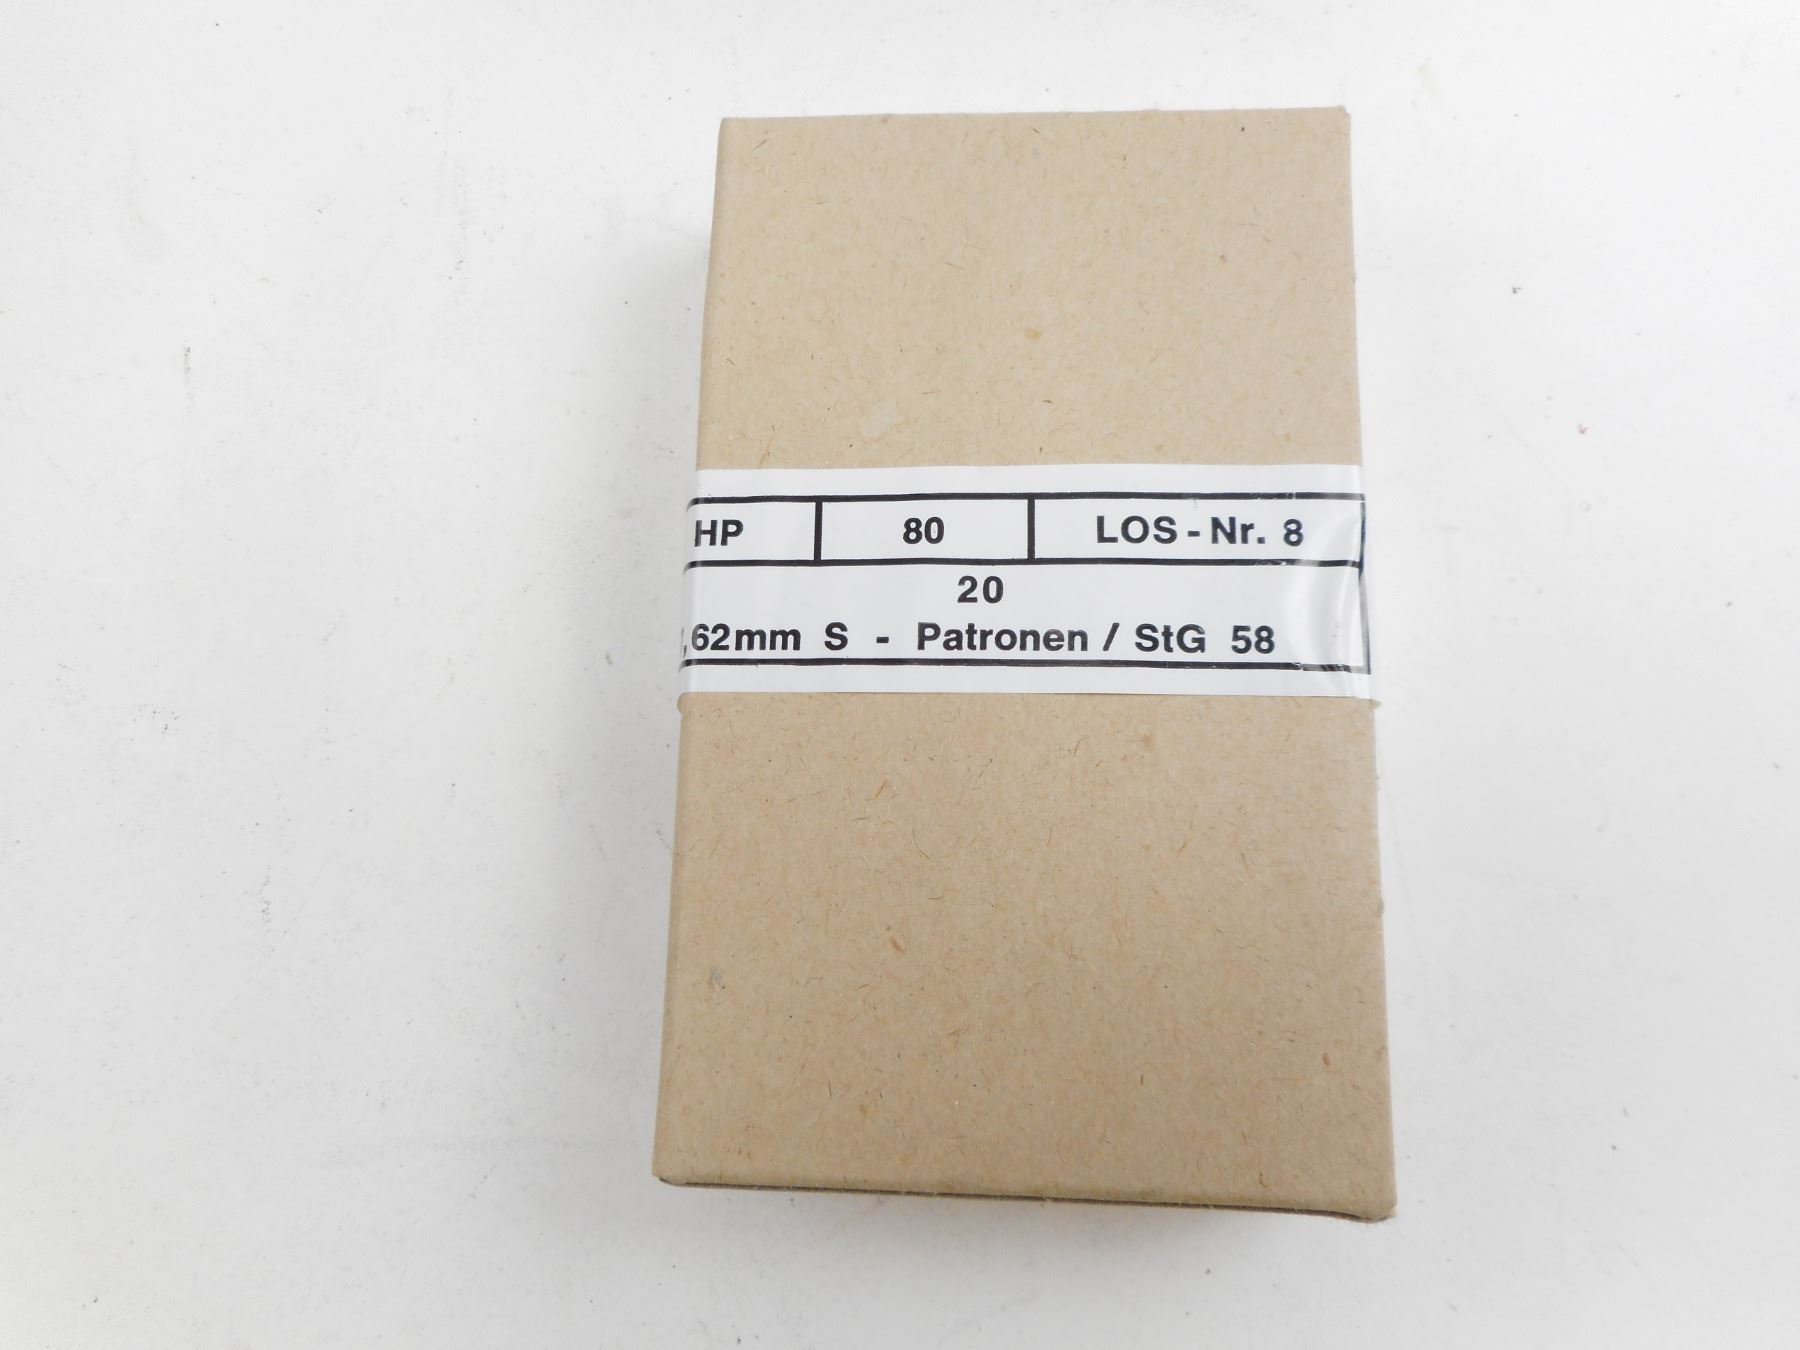 HP 80 LOS - Nr. 8
20
,62mm S - Patronen / StG 58